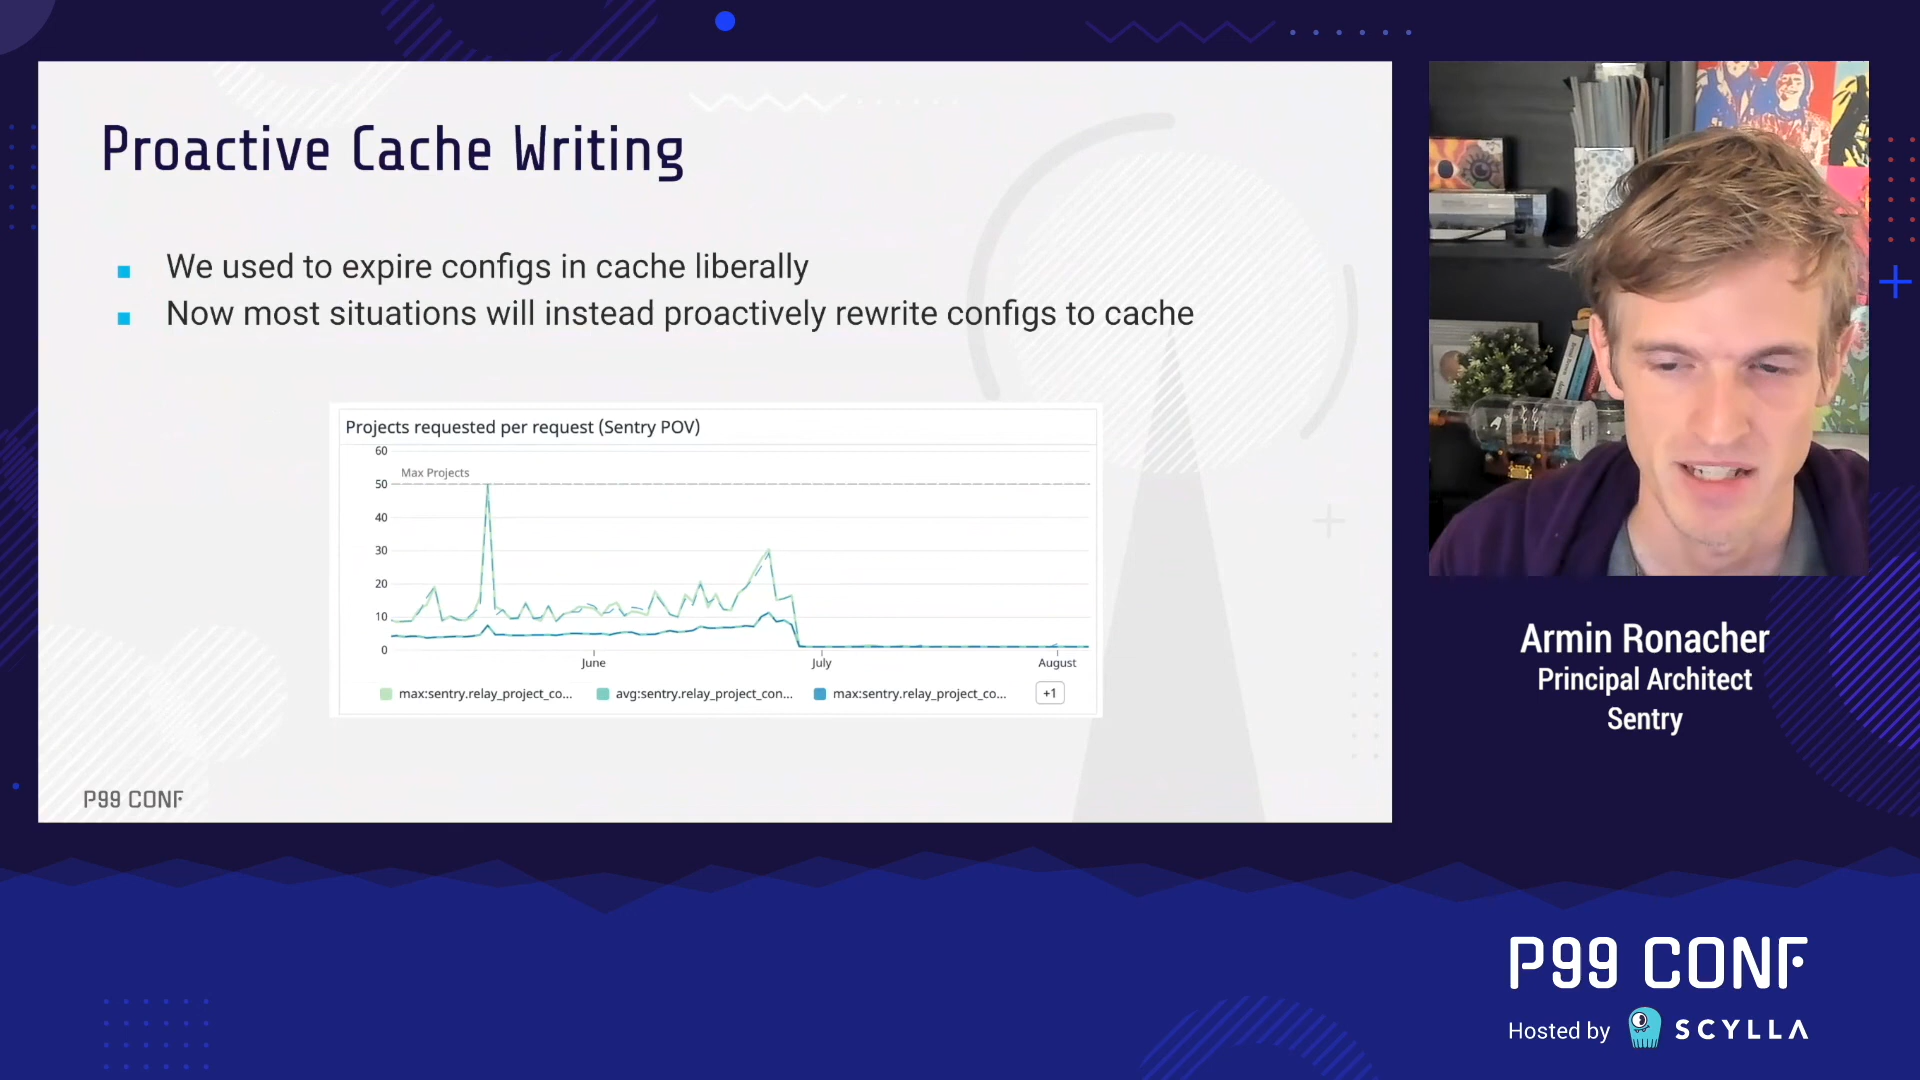 Proactive Cache Writing
We used to expire configs in cache liberally
Now most situations will instead proactively rewrite configs to cache
Projects requested per request (Sentry POV)
60
Max Projects
50
40
30
20
10
0
June
July
August
max:sentry.relay_project_co...
avg:sentry.relay_project_con...
max:sentry.relay_project_co...
+1
P99 CONF
Armin Ronacher
Principal Architect
Sentry
P99 CONF
Hosted by SCYLLA